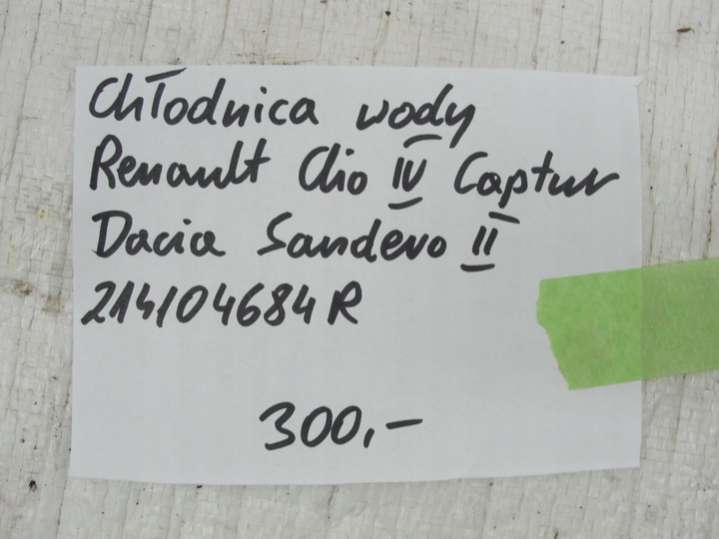 Chłodnica wody
Renault Clio IV Captur
Dacia Sandero II
214104684R
300,-